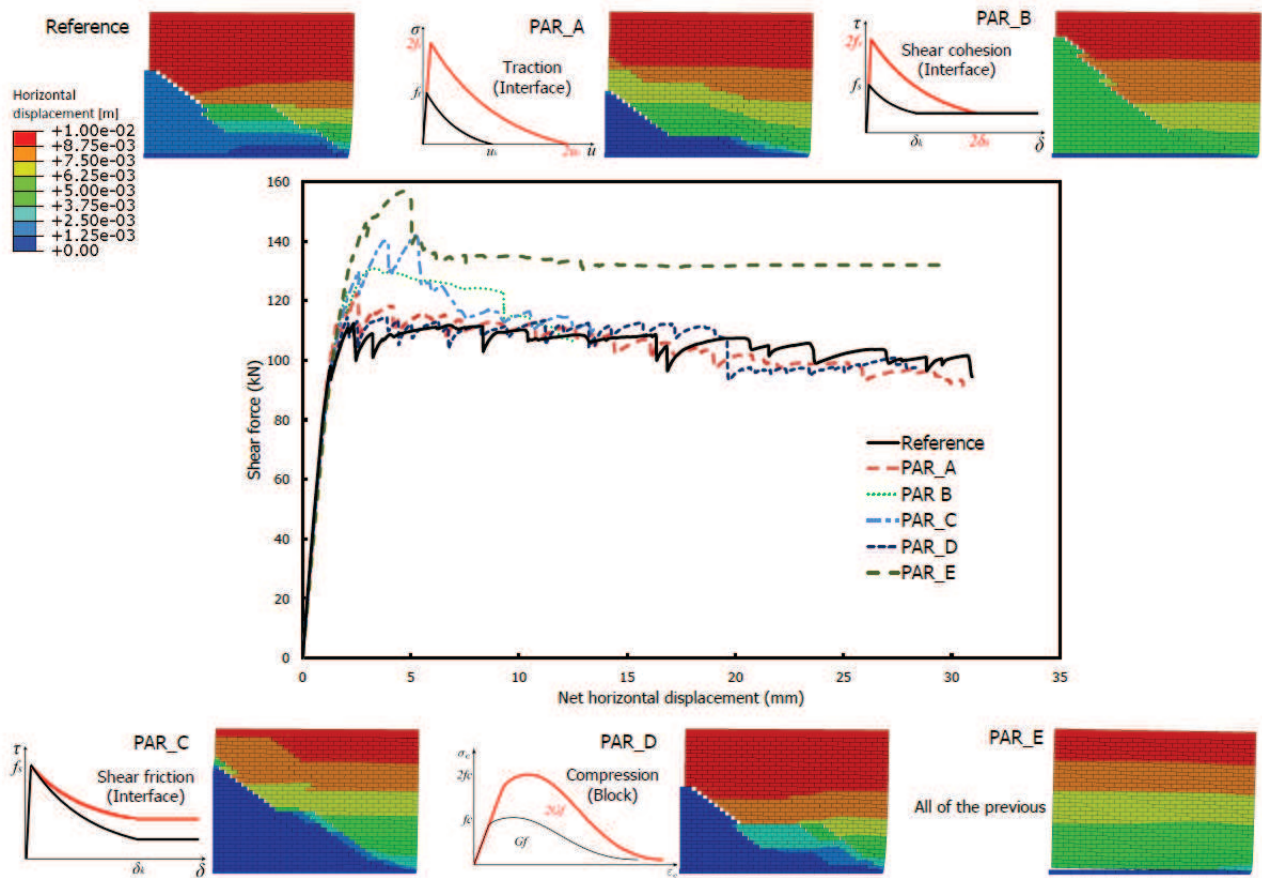 Reference
Horizontal
displacement [m]
+1.00e-02
+8.75e-03
+7.50e-03
+6.25e-03
+5.00e-03
+3.75e-03
+2.50e-03
+1.25e-03
+0.00
PAR_A
σ
Traction
(Interface)
u
PAR_B
τ
Shear cohesion
(Interface)
δ
160
140
120
100
80
60
40
20
0
Shear force (kN)
0 5 10 15 20 25 30 35
Net horizontal displacement (mm)
Reference
PAR_A
PAR B
PAR_C
PAR_D
PAR_E
PAR_C
τ
fs
Shear friction
(Interface)
δ
PAR_D
2fc
fc
Compression
(Block)
2Gf
Gf
PAR_E
All of the previous